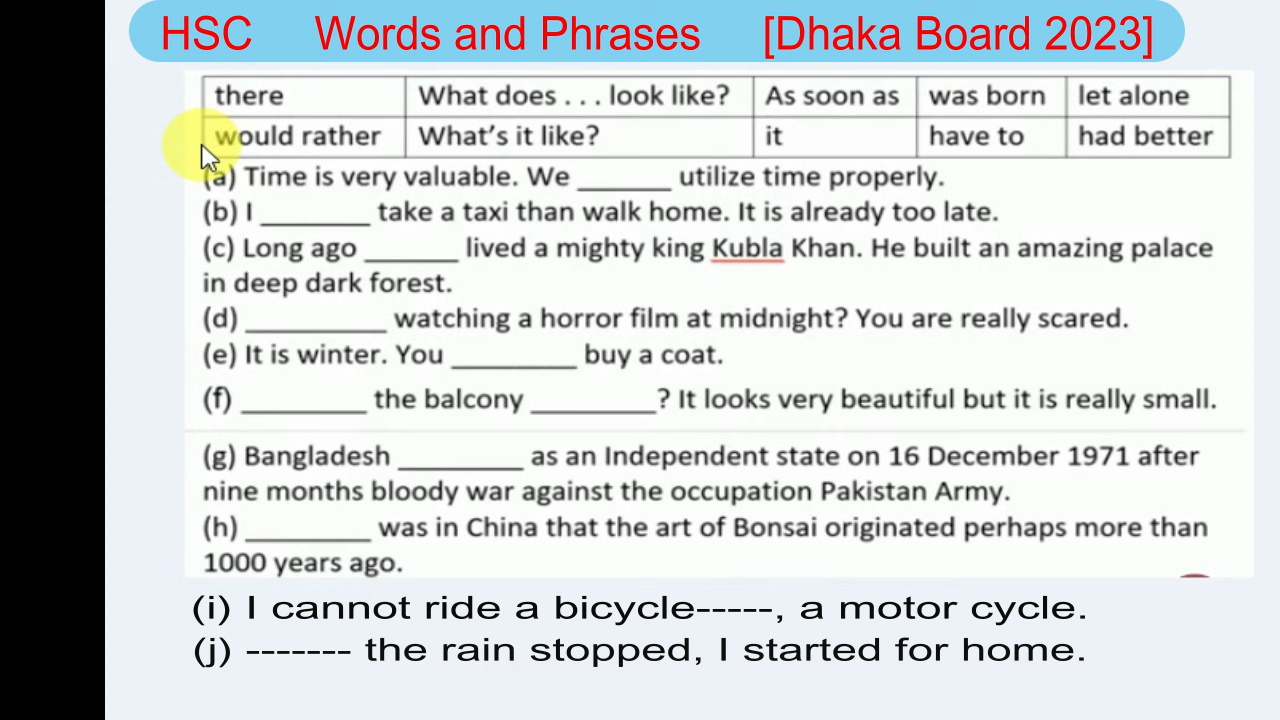 HSC Words and Phrases [Dhaka Board 2023]
there What does . . . look like? As soon as was born let alone
would rather What's it like? it have to had better
(a) Time is very valuable. We ______ utilize time properly.
(b) I _______ take a taxi than walk home. It is already too late.
(c) Long ago ______ lived a mighty king Kubla Khan. He built an amazing palace
in deep dark forest.
(d) _________ watching a horror film at midnight? You are really scared.
(e) It is winter. You ________ buy a coat.
(f) ________ the balcony ________? It looks very beautiful but it is really small.
(g) Bangladesh ________ as an Independent state on 16 December 1971 after
nine months bloody war against the occupation Pakistan Army.
(h) ________ was in China that the art of Bonsai originated perhaps more than
1000 years ago.
(i) I cannot ride a bicycle-----, a motor cycle.
(j) ------- the rain stopped, I started for home.